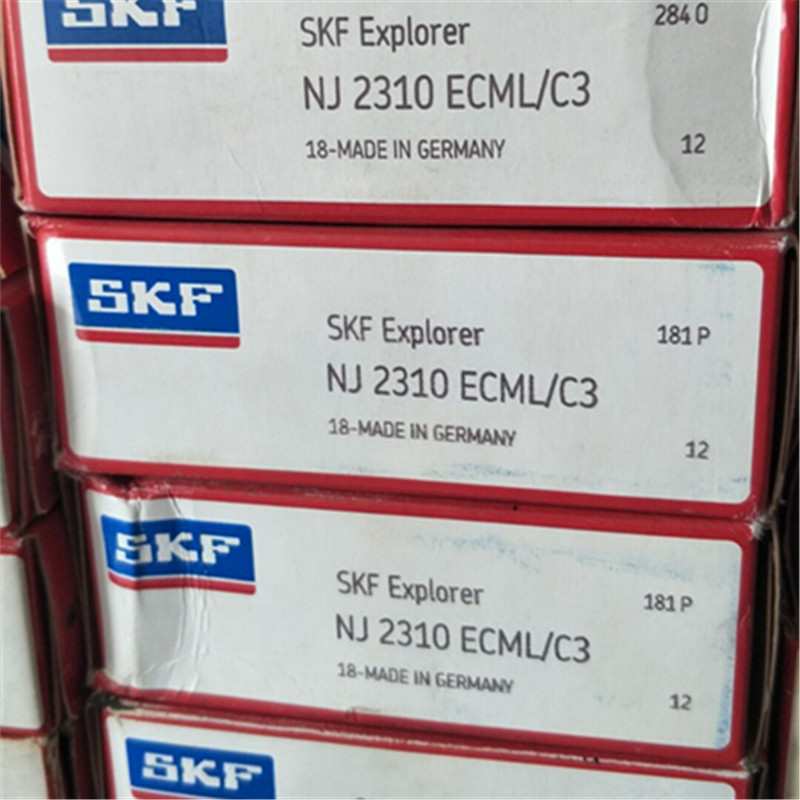 SKF
SKF Explorer
284 O
NJ 2310 ECML/C3
18-MADE IN GERMANY
12
SKF
SKF Explorer
181 P
NJ 2310 ECML/C3
18-MADE IN GERMANY
12
SKF
SKF Explorer
181 P
NJ 2310 ECML/C3
18-MADE IN GERMANY
12
SKF